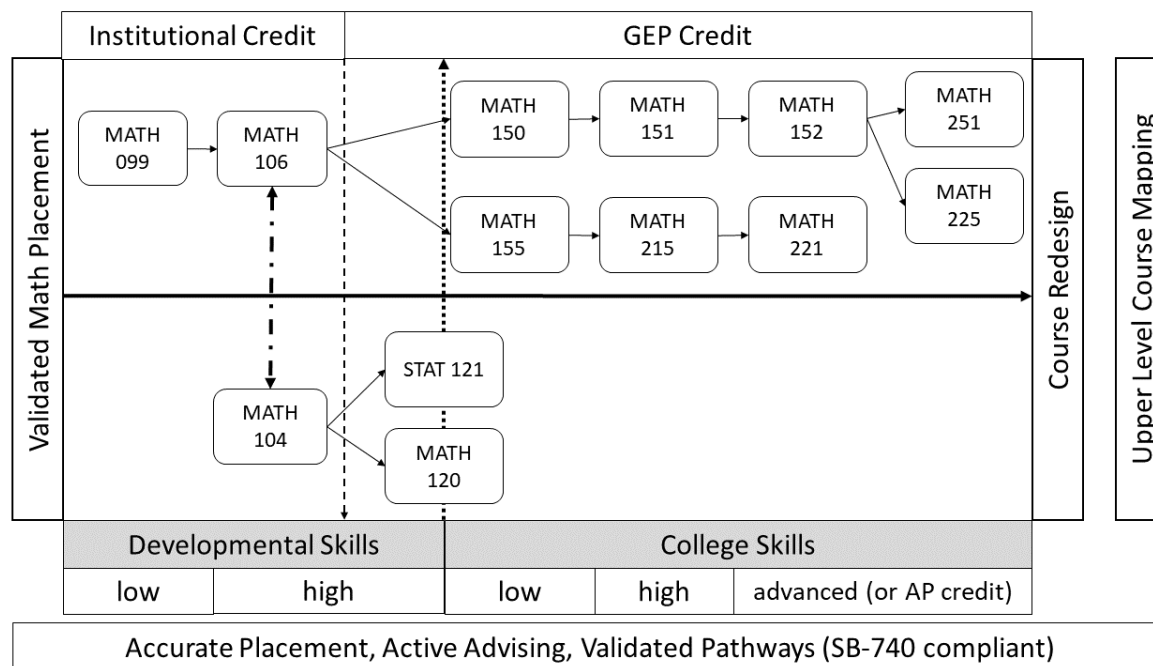 Institutional Credit
GEP Credit
Validated Math Placement
MATH
099
MATH
106
MATH
150
MATH
151
MATH
152
MATH
251
MATH
225
MATH
155
MATH
215
MATH
221
STAT 121
MATH
104
MATH
120
Course Redesign
Upper Level Course Mapping
Developmental Skills
College Skills
low
high
low
high
advanced (or AP credit)
Accurate Placement, Active Advising, Validated Pathways (SB-740 compliant)